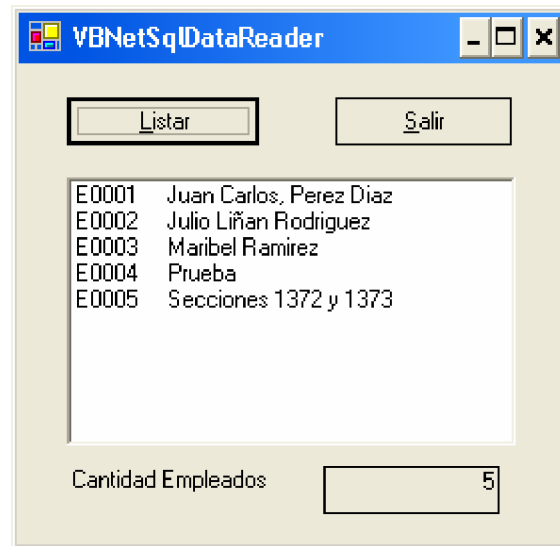 VBNetSqlDataReader
Listar Salir
E0001 Juan Carlos, Perez Diaz
E0002 Julio Liñan Rodriguez
E0003 Maribel Ramirez
E0004 Prueba
E0005 Secciones 1372 y 1373
Cantidad Empleados 5